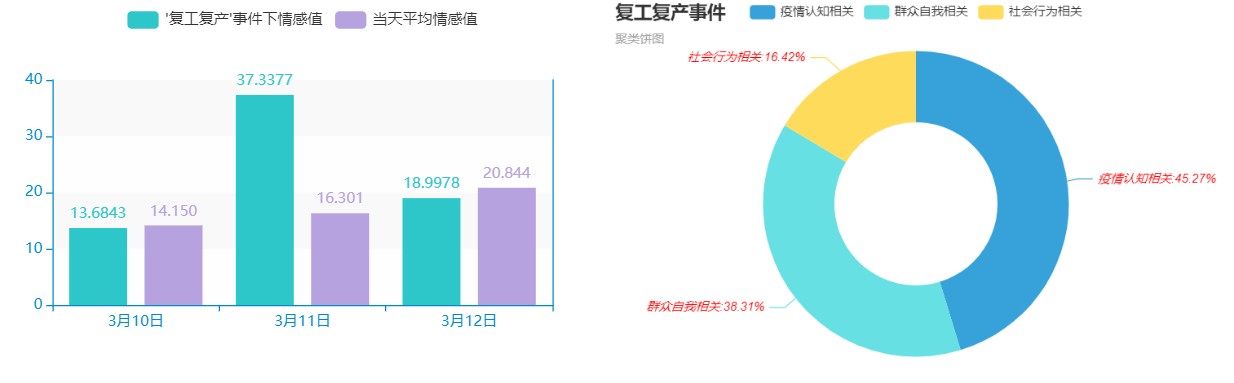 '复工复产'事件下情感值 当天平均情感值
40
37.3377
30
20
20.844
18.9978
16.301
13.6843
14.150
10
0
3月10日 3月11日 3月12日
复工复产事件
疫情认知相关 群众自我相关 社会行为相关
聚类饼图
社会行为相关:16.42%
疫情认知相关:45.27%
群众自我相关:38.31%